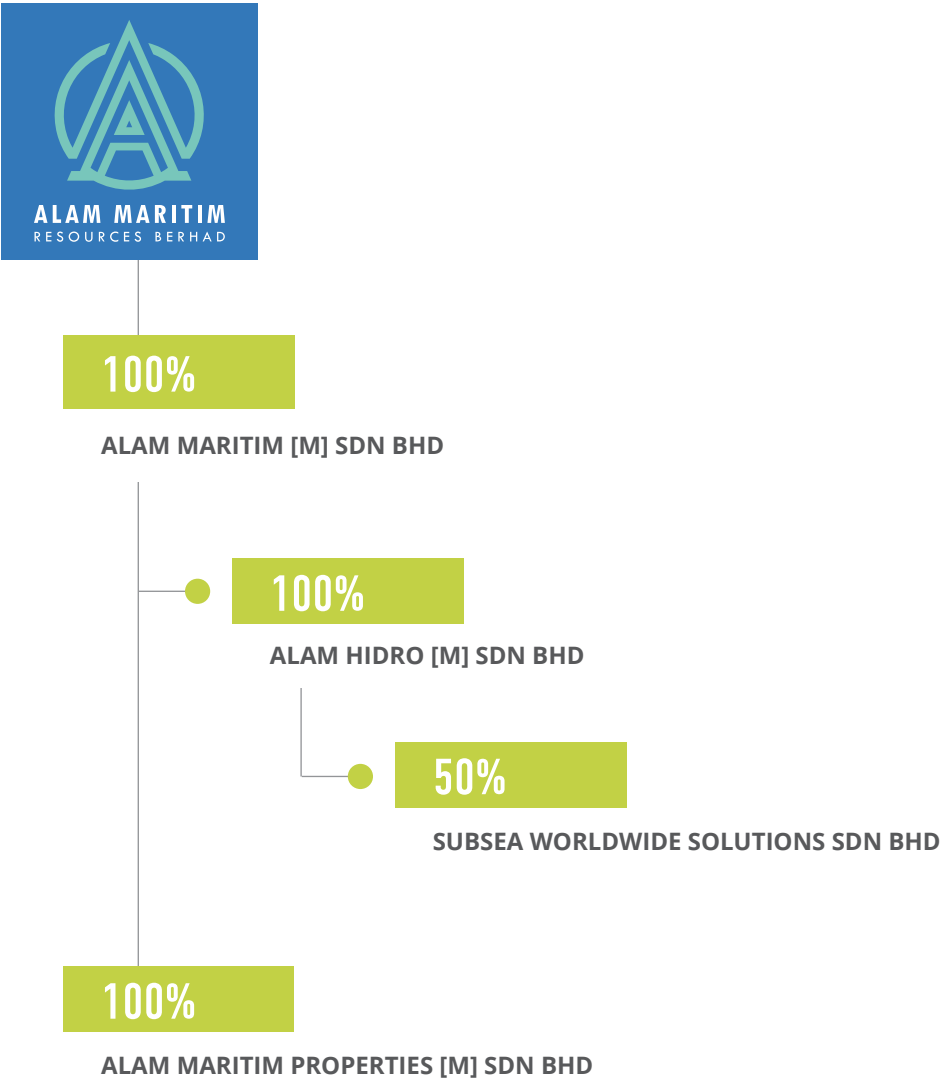 ALAM MARITIM
RESOURCES BERHAD
100%
ALAM MARITIM [M] SDN BHD
100%
ALAM HIDRO [M] SDN BHD
50%
SUBSEA WORLDWIDE SOLUTIONS SDN BHD
100%
ALAM MARITIM PROPERTIES [M] SDN BHD